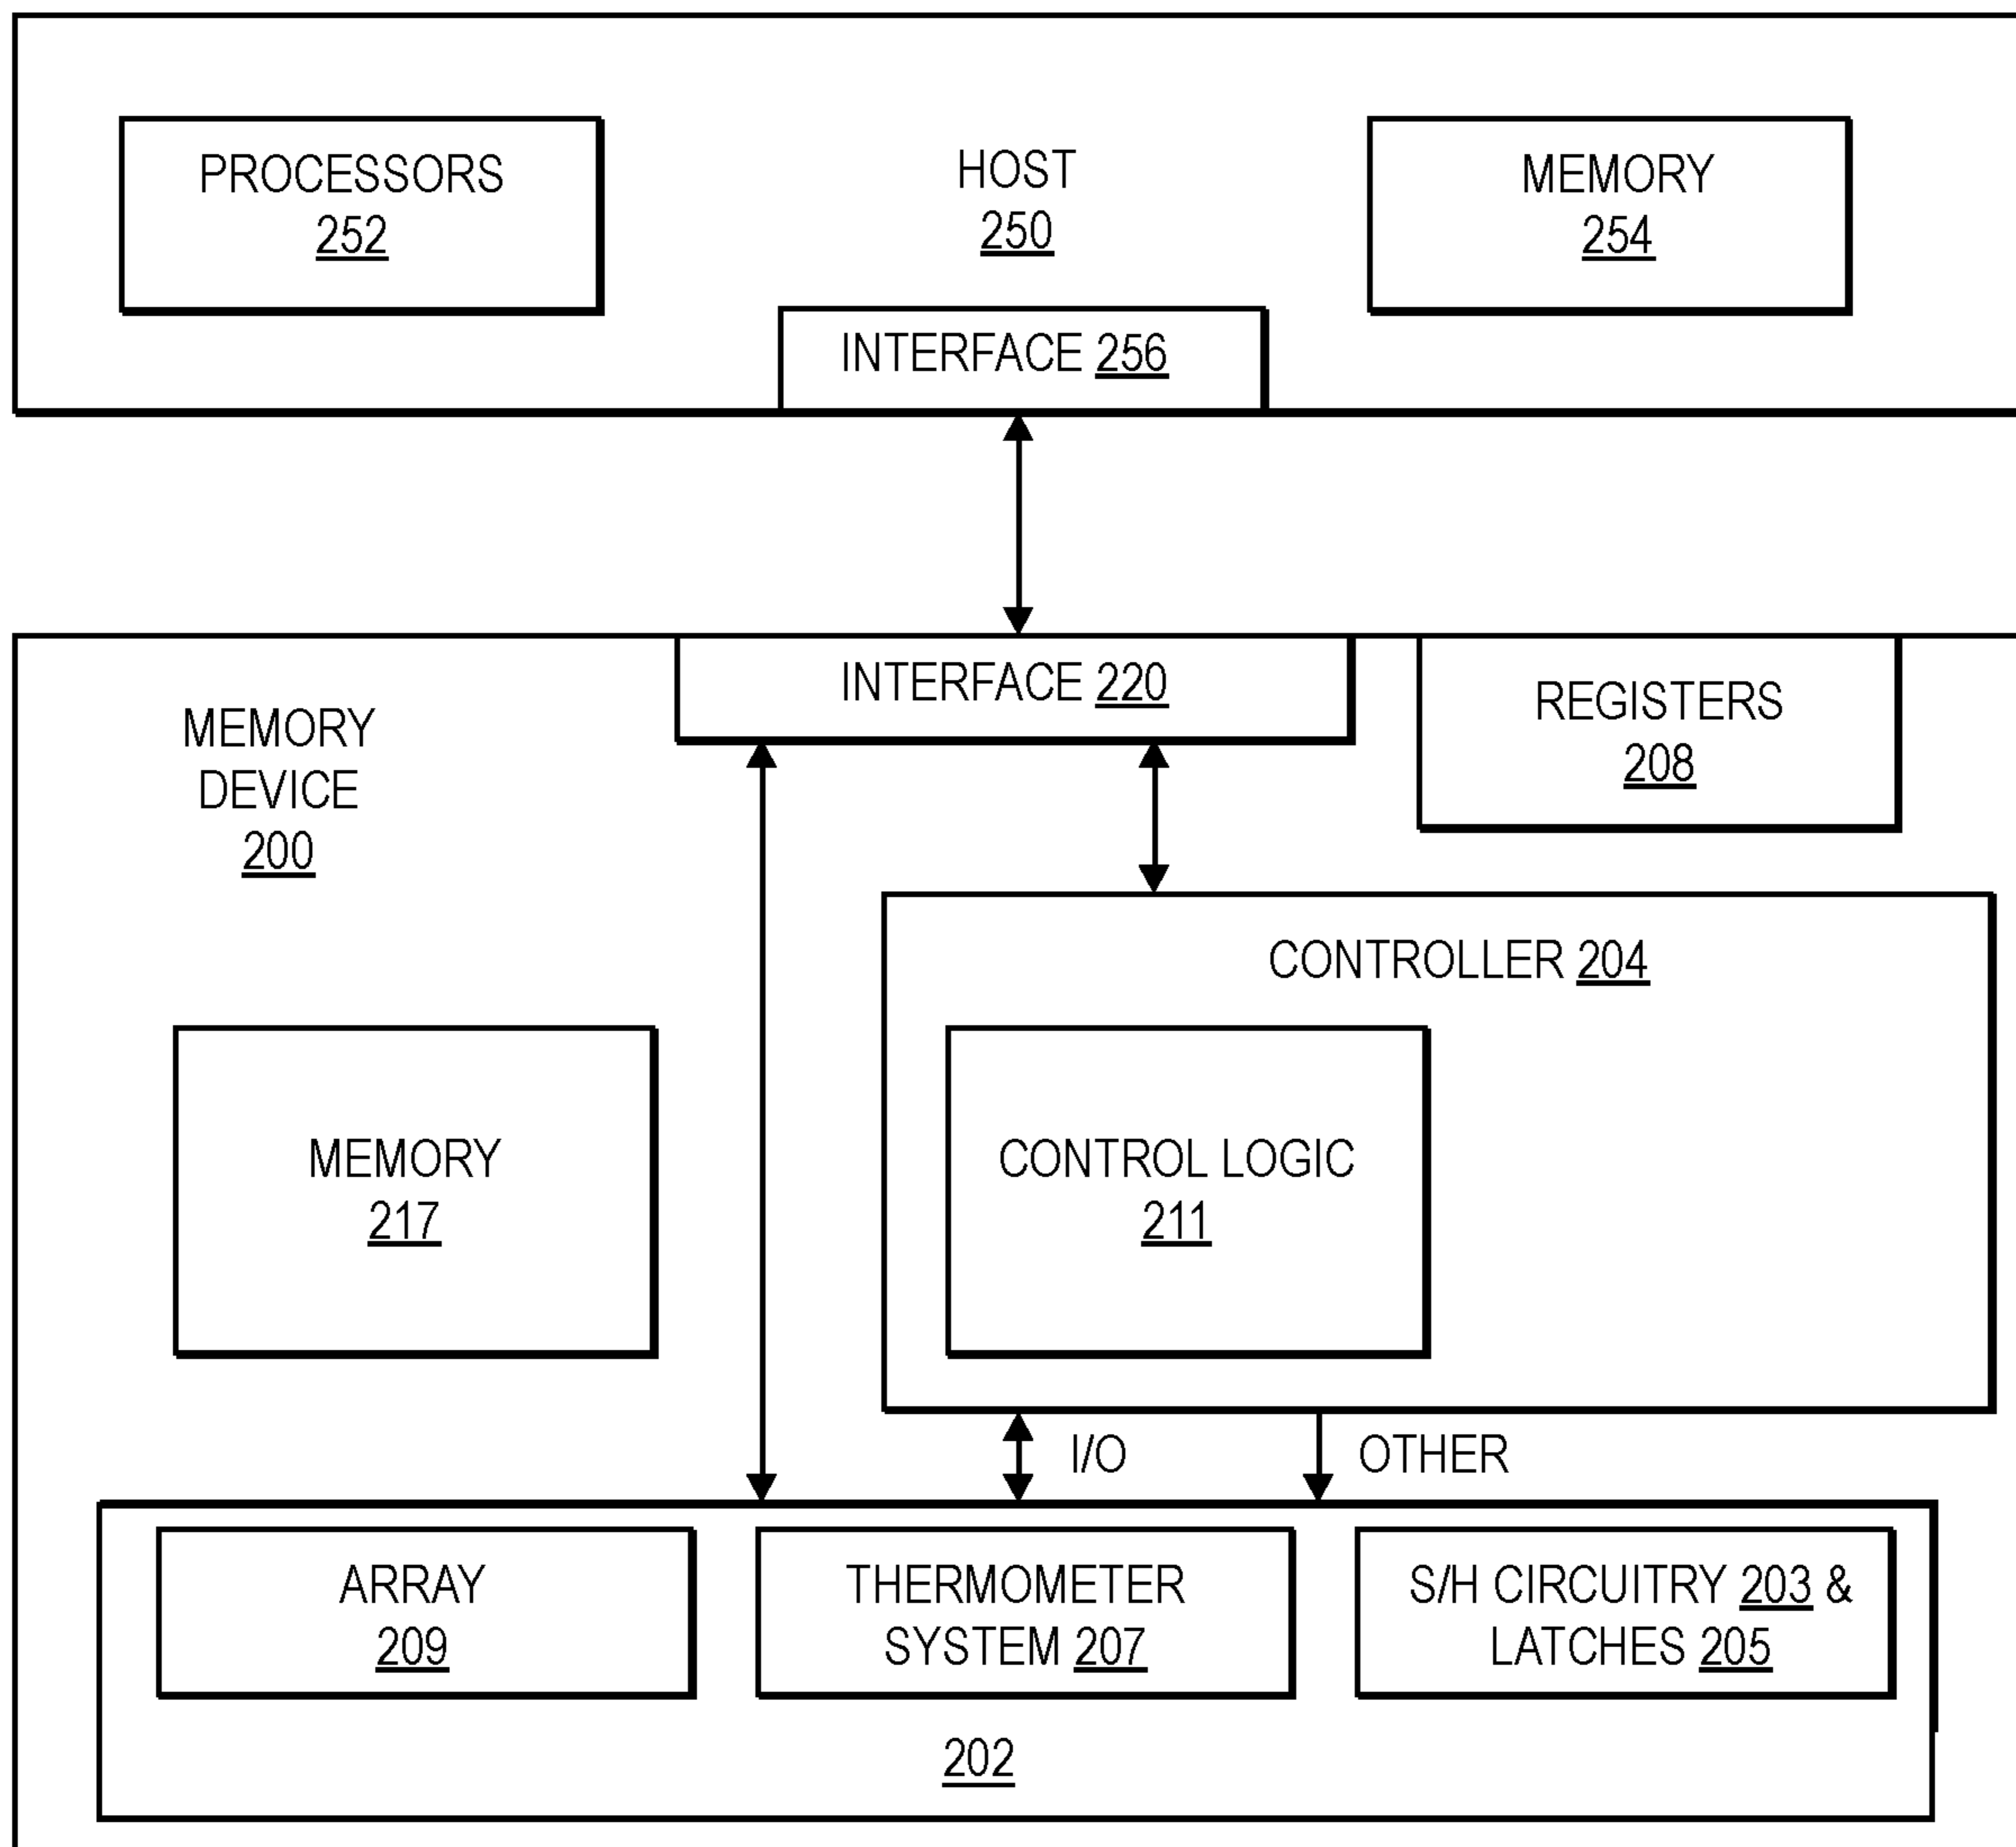 PROCESSORS
252
HOST
250
MEMORY
254
INTERFACE 256
INTERFACE 220
REGISTERS
208
MEMORY
DEVICE
200
CONTROLLER 204
MEMORY
217
CONTROL LOGIC
211
I/O
OTHER
ARRAY
209
THERMOMETER
SYSTEM 207
S/H CIRCUITRY 203 &
LATCHES 205
202